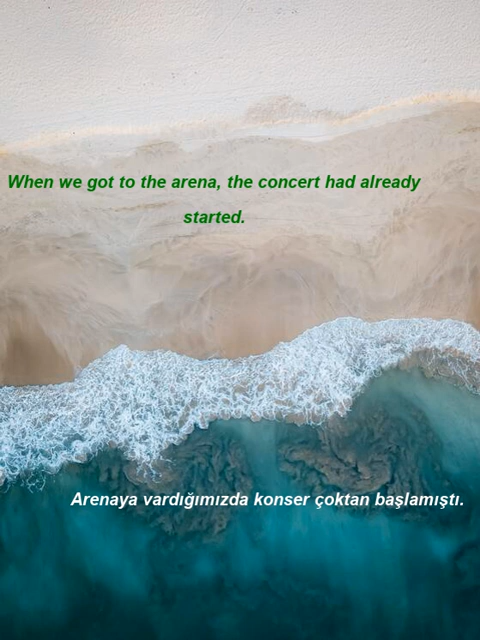 When we got to the arena, the concert had already
started.
Arenaya vardığımızda konser çoktan başlamıştı.